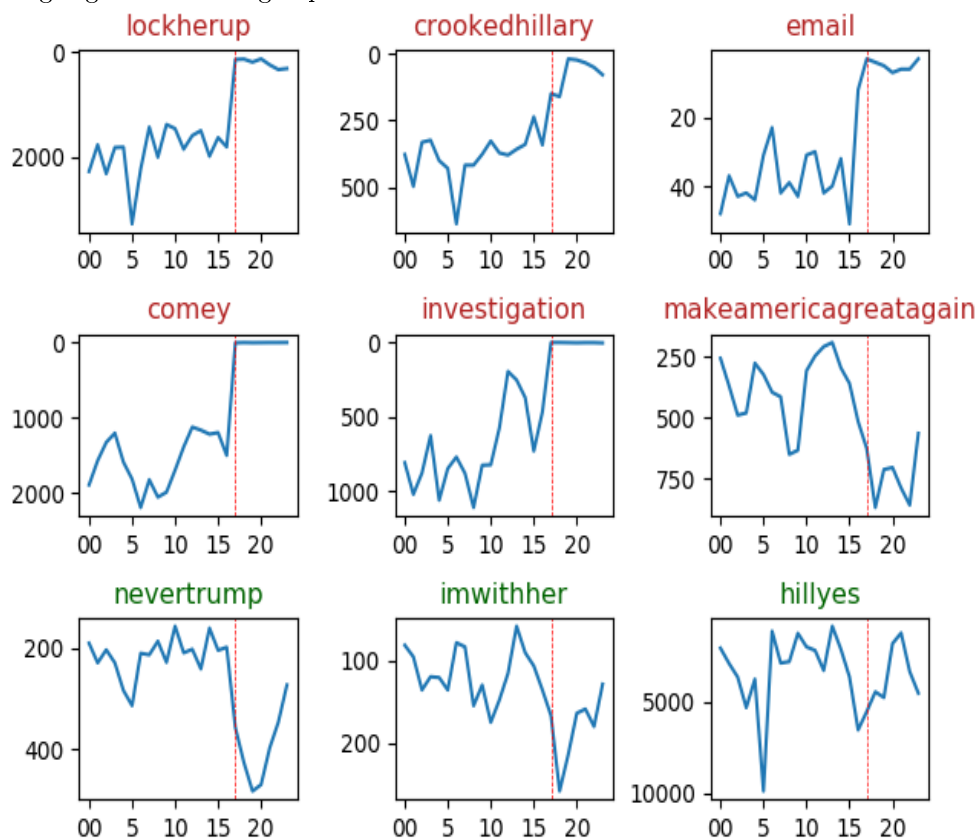 lockherup crookedhillary email
0 0
2000 250 20
500 40
00 5 10 15 20 00 5 10 15 20 00 5 10 15 20
comey investigation makeamericagreatagain
0 0 250
1000 500 500
2000 1000 750
00 5 10 15 20 00 5 10 15 20 00 5 10 15 20
nevertrump imwithher hillyes
200 100 5000
400 200 10000
00 5 10 15 20 00 5 10 15 20 00 5 10 15 20